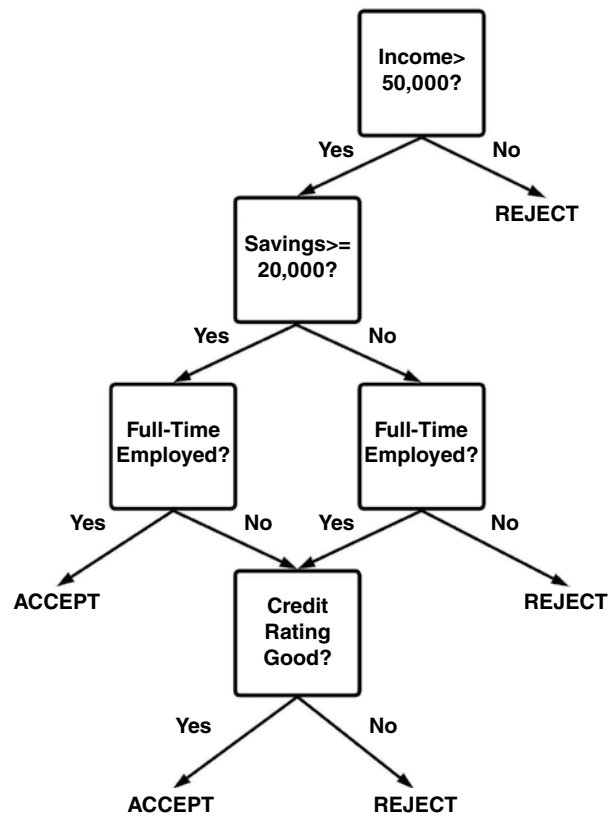 Income>
50,000?
Yes
No
REJECT
Savings>=
20,000?
Yes
No
Full-Time
Employed?
Full-Time
Employed?
Yes
No
Yes
No
ACCEPT
REJECT
Credit
Rating
Good?
Yes
No
ACCEPT
REJECT